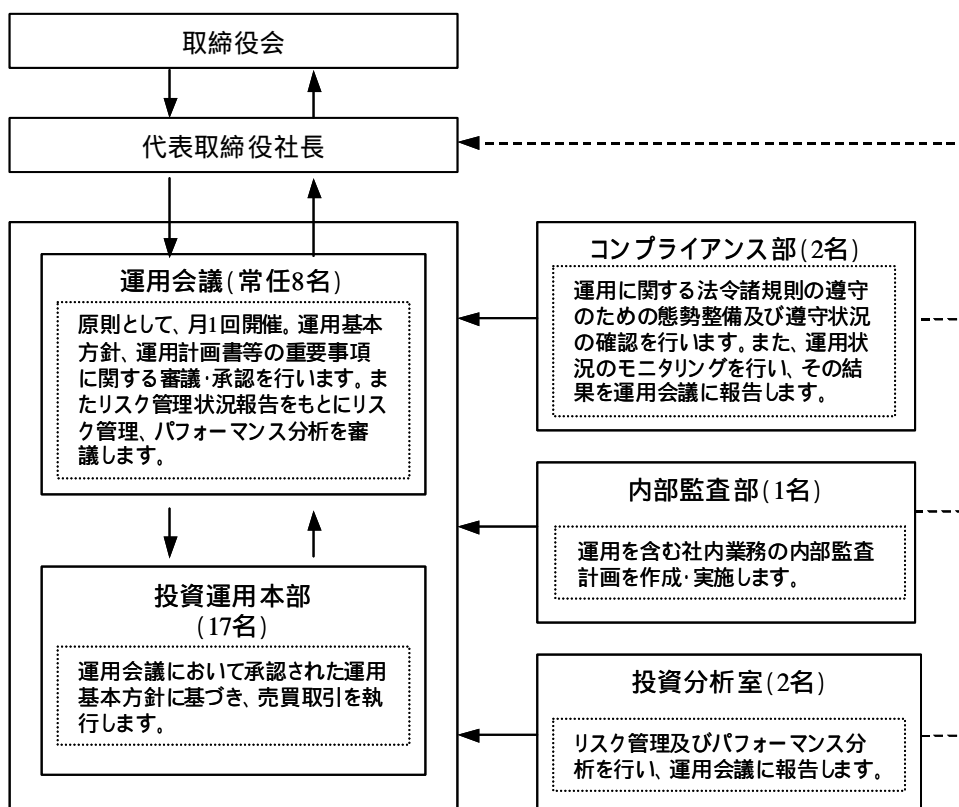 取締役会
代表取締役社長
運用会議(常任8名)
原則として、月1回開催。運用基本
方針、運用計画書等の重要事項
に関する審議・承認を行います。ま
たリスク管理状況報告をもとにリス
ク管理、パフォーマンス分析を審
議します。
投資運用本部
(17名)
運用会議において承認された運用
基本方針に基づき、売買取引を執
行します。
コンプライアンス部(2名)
運用に関する法令諸規則の遵守
のための態勢整備及び遵守状況
の確認を行います。また、運用状
況のモニタリングを行い、その結
果を運用会議に報告します。
内部監査部(1名)
運用を含む社内業務の内部監査
計画を作成・実施します。
投資分析室(2名)
リスク管理及びパフォーマンス分
析を行い、運用会議に報告します。